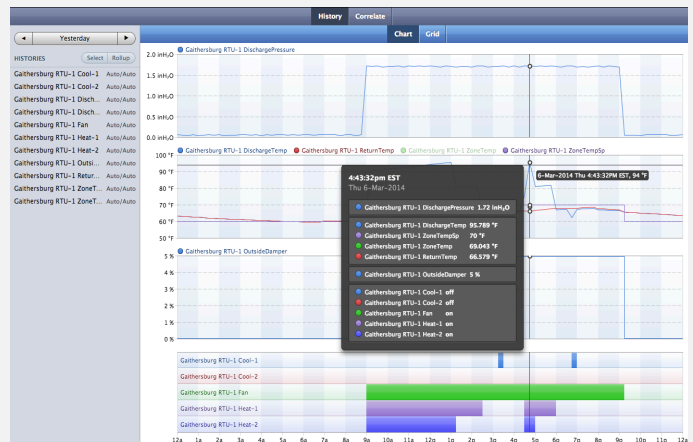 History Correlate
◄ Yesterday ►
Chart Grid
HISTORIES Select Rollup
Gaithersburg RTU-1 Cool-1 Auto/Auto
Gaithersburg RTU-1 Cool-2 Auto/Auto
Gaithersburg RTU-1 Disch... Auto/Auto
Gaithersburg RTU-1 Disch... Auto/Auto
Gaithersburg RTU-1 Fan Auto/Auto
Gaithersburg RTU-1 Heat-1 Auto/Auto
Gaithersburg RTU-1 Heat-2 Auto/Auto
Gaithersburg RTU-1 Outsi... Auto/Auto
Gaithersburg RTU-1 Retur... Auto/Auto
Gaithersburg RTU-1 ZoneT... Auto/Auto
Gaithersburg RTU-1 ZoneT... Auto/Auto
Gaithersburg RTU-1 DischargePressure
2.0 inH₂O
1.5 inH₂O
1.0 inH₂O
0.5 inH₂O
0.0 inH₂O
Gaithersburg RTU-1 DischargeTemp Gaithersburg RTU-1 ReturnTemp Gaithersburg RTU-1 ZoneTemp Gaithersburg RTU-1 ZoneTempSp
100 °F
90 °F
80 °F
70 °F
60 °F
50 °F
6-Mar-2014 Thu 4:43:32PM EST, 94 °F
4:43:32pm EST
Thu 6-Mar-2014
Gaithersburg RTU-1 DischargePressure 1.72 inH₂O
Gaithersburg RTU-1 DischargeTemp 95.789 °F
Gaithersburg RTU-1 ZoneTempSp 70 °F
Gaithersburg RTU-1 ZoneTemp 69.043 °F
Gaithersburg RTU-1 ReturnTemp 66.579 °F
Gaithersburg RTU-1 OutsideDamper 5 %
Gaithersburg RTU-1 Cool-1 off
Gaithersburg RTU-1 Cool-2 off
Gaithersburg RTU-1 Fan on
Gaithersburg RTU-1 Heat-1 on
Gaithersburg RTU-1 Heat-2 on
Gaithersburg RTU-1 OutsideDamper
5 %
4 %
3 %
2 %
1 %
0 %
Gaithersburg RTU-1 Cool-1
Gaithersburg RTU-1 Cool-2
Gaithersburg RTU-1 Fan
Gaithersburg RTU-1 Heat-1
Gaithersburg RTU-1 Heat-2
12a 1a 2a 3a 4a 5a 6a 7a 8a 9a 10a 11a 12p 1p 2p 3p 4p 5p 6p 7p 8p 9p 10p 11p 12a